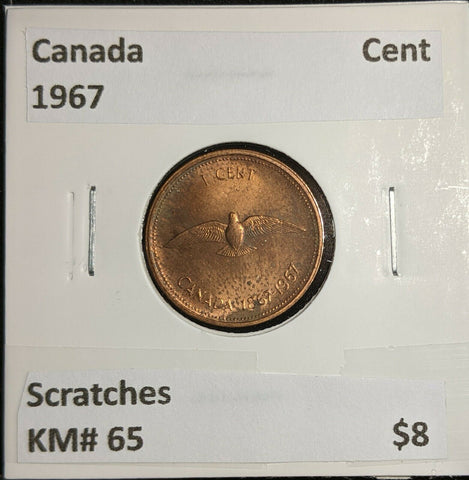 Canada Cent
1967
1 CENT
CANADA 1867-1967
Scratches
KM# 65 $8